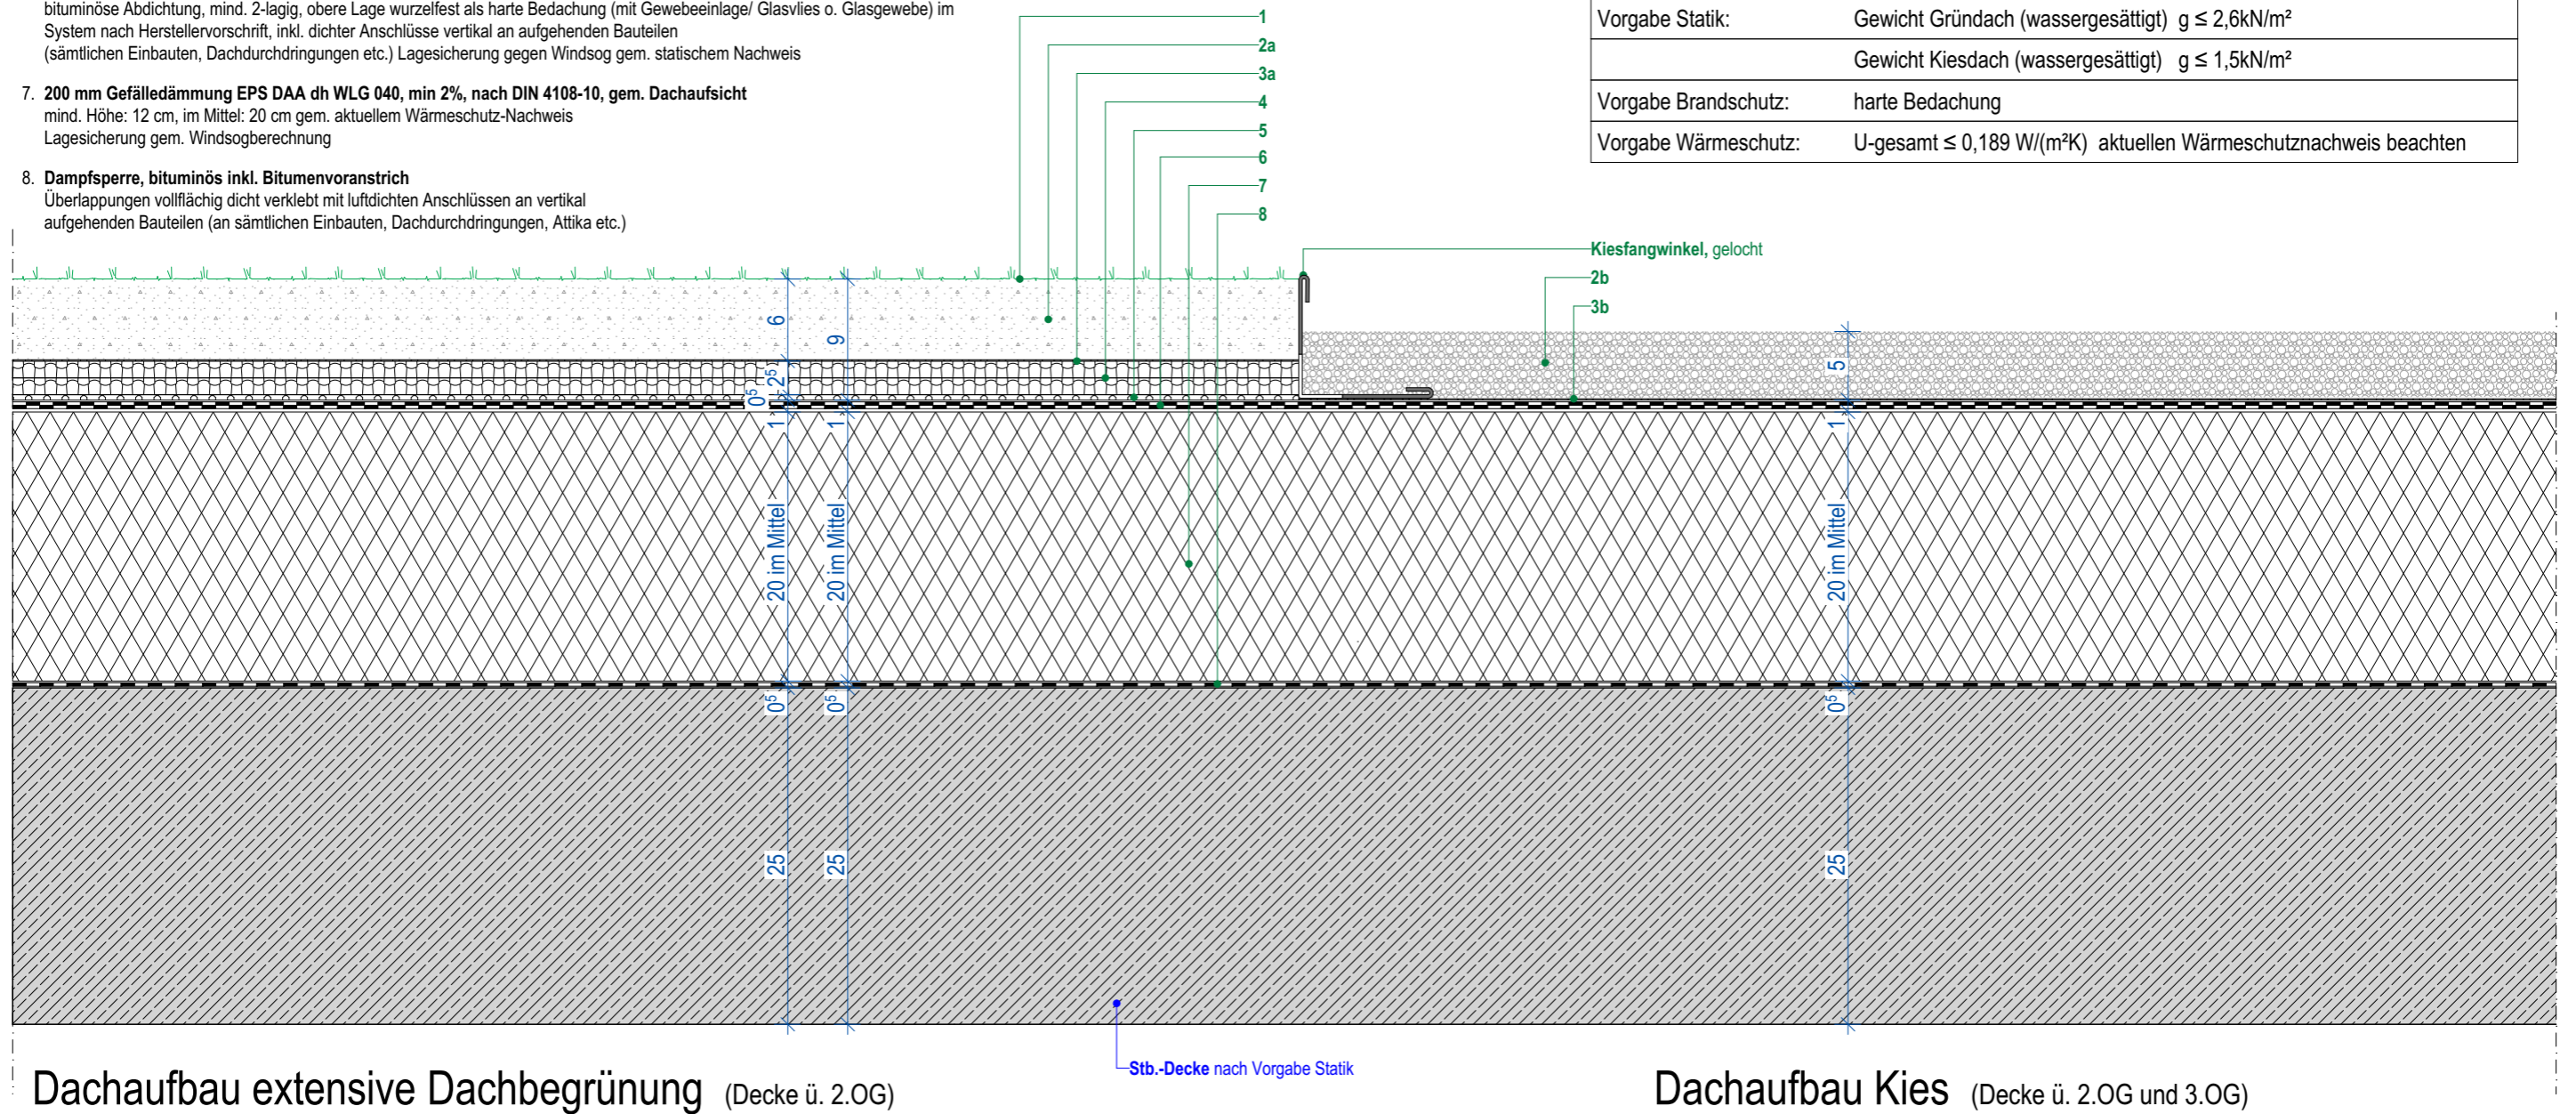 bituminöse Abdichtung, mind. 2-lagig, obere Lage wurzelfest als harte Bedachung (mit Gewebeeinlage/ Glasvlies o. Glasgewebe) im
System nach Herstellervorschrift, inkl. dichter Anschlüsse vertikal an aufgehenden Bauteilen
(sämtlichen Einbauten, Dachdurchdringungen etc.) Lagesicherung gegen Windsog gem. statischem Nachweis
7. 200 mm Gefälledämmung EPS DAA dh WLG 040, min 2%, nach DIN 4108-10, gem. Dachaufsicht
mind. Höhe: 12 cm, im Mittel: 20 cm gem. aktuellem Wärmeschutz-Nachweis
Lagesicherung gem. Windsogberechnung
8. Dampfsperre, bituminös inkl. Bitumenvoranstrich
Überlappungen vollflächig dicht verklebt mit luftdichten Anschlüssen an vertikal
aufgehenden Bauteilen (an sämtlichen Einbauten, Dachdurchdringungen, Attika etc.)
1
2a
3a
4
5
6
7
8
Vorgabe Statik: Gewicht Gründach (wassergesättigt) g ≤ 2,6kN/m²
Gewicht Kiesdach (wassergesättigt) g ≤ 1,5kN/m²
Vorgabe Brandschutz: harte Bedachung
Vorgabe Wärmeschutz: U-gesamt ≤ 0,189 W/(m²K) aktuellen Wärmeschutznachweis beachten
Kiesfangwinkel, gelocht
2b
3b
6
2⁵
0⁵
1
20 im Mittel
0⁵
25
9
1
20 im Mittel
0⁵
25
5
1
20 im Mittel
0⁵
25
Stb.-Decke nach Vorgabe Statik
Dachaufbau extensive Dachbegrünung (Decke ü. 2.OG)
Dachaufbau Kies (Decke ü. 2.OG und 3.OG)